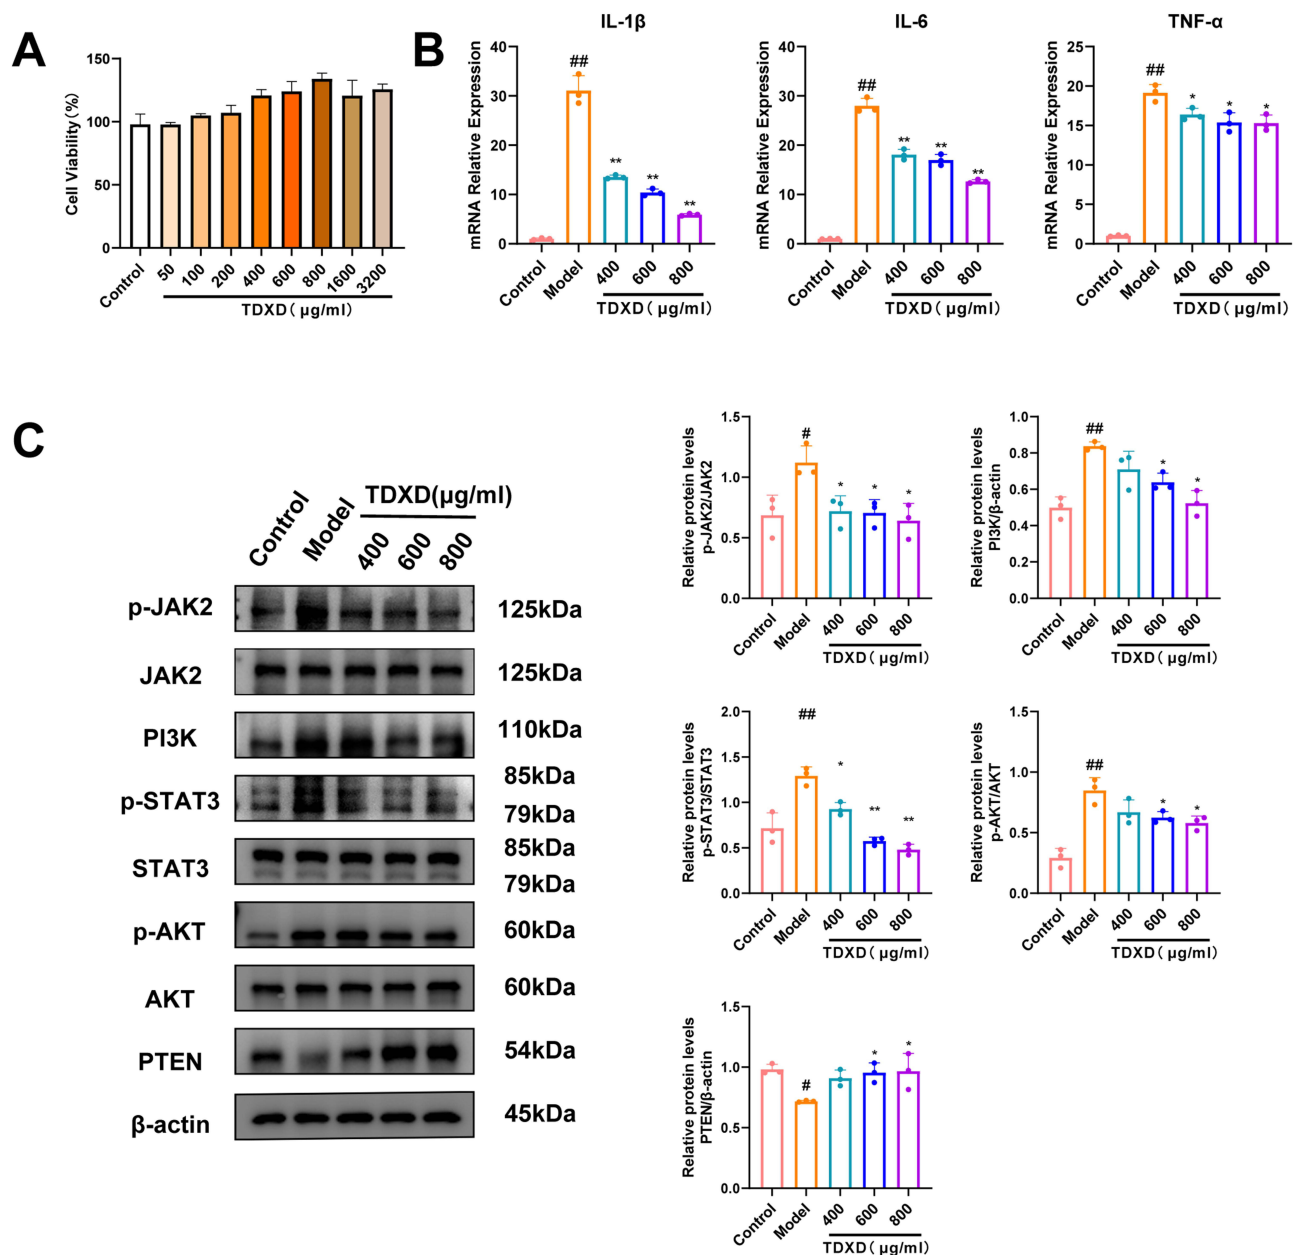 A
Cell Viability(%)
150
100
50
0
Control
50
100
200
400
600
800
1600
3200
TDXD( μg/ml)
B
IL-1β
mRNA Relative Expression
40
30
20
10
0
##
**
**
**
Control
Model
400
600
800
TDXD( μg/ml)
IL-6
mRNA Relative Expression
40
30
20
10
0
##
**
**
**
Control
Model
400
600
800
TDXD( μg/ml)
TNF-α
mRNA Relative Expression
25
20
15
10
5
0
##
*
*
*
Control
Model
400
600
800
TDXD( μg/ml)
C
Control
Model
TDXD(μg/ml)
400
600
800
p-JAK2
125kDa
JAK2
125kDa
PI3K
110kDa
p-STAT3
85kDa
79kDa
STAT3
85kDa
79kDa
p-AKT
60kDa
AKT
60kDa
PTEN
54kDa
β-actin
45kDa
Relative protein levels
p-JAK2/JAK2
1.5
1.0
0.5
0.0
#
*
*
*
Control
Model
400
600
800
TDXD( μg/ml)
Relative protein levels
PI3K/β-actin
1.0
0.8
0.6
0.4
0.2
0.0
##
*
*
Control
Model
400
600
800
TDXD( μg/ml)
Relative protein levels
p-STAT3/STAT3
2.0
1.5
1.0
0.5
0.0
##
*
**
**
Control
Model
400
600
800
TDXD( μg/ml)
Relative protein levels
p-AKT/AKT
1.5
1.0
0.5
0.0
##
*
*
Control
Model
400
600
800
TDXD( μg/ml)
Relative protein levels
PTEN/β-actin
1.5
1.0
0.5
0.0
#
*
*
Control
Model
400
600
800
TDXD( μg/ml)